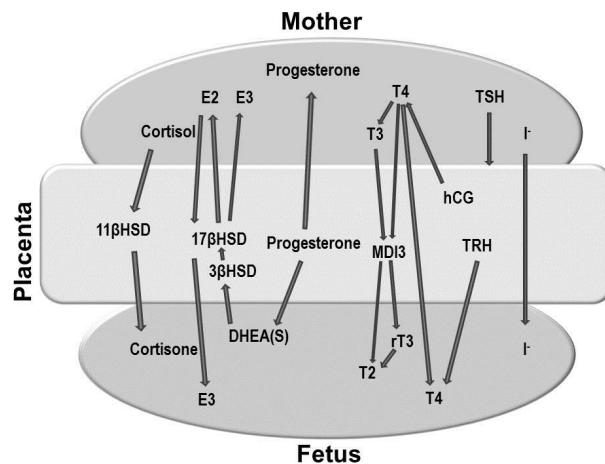 Mother
Progesterone
E2 E3 T4 TSH
Cortisol T3 I-
Placenta
hCG
11βHSD 17βHSD Progesterone MDI3 TRH
3βHSD
DHEA(S) rT3
Cortisone I-
T2
E3 T4
Fetus